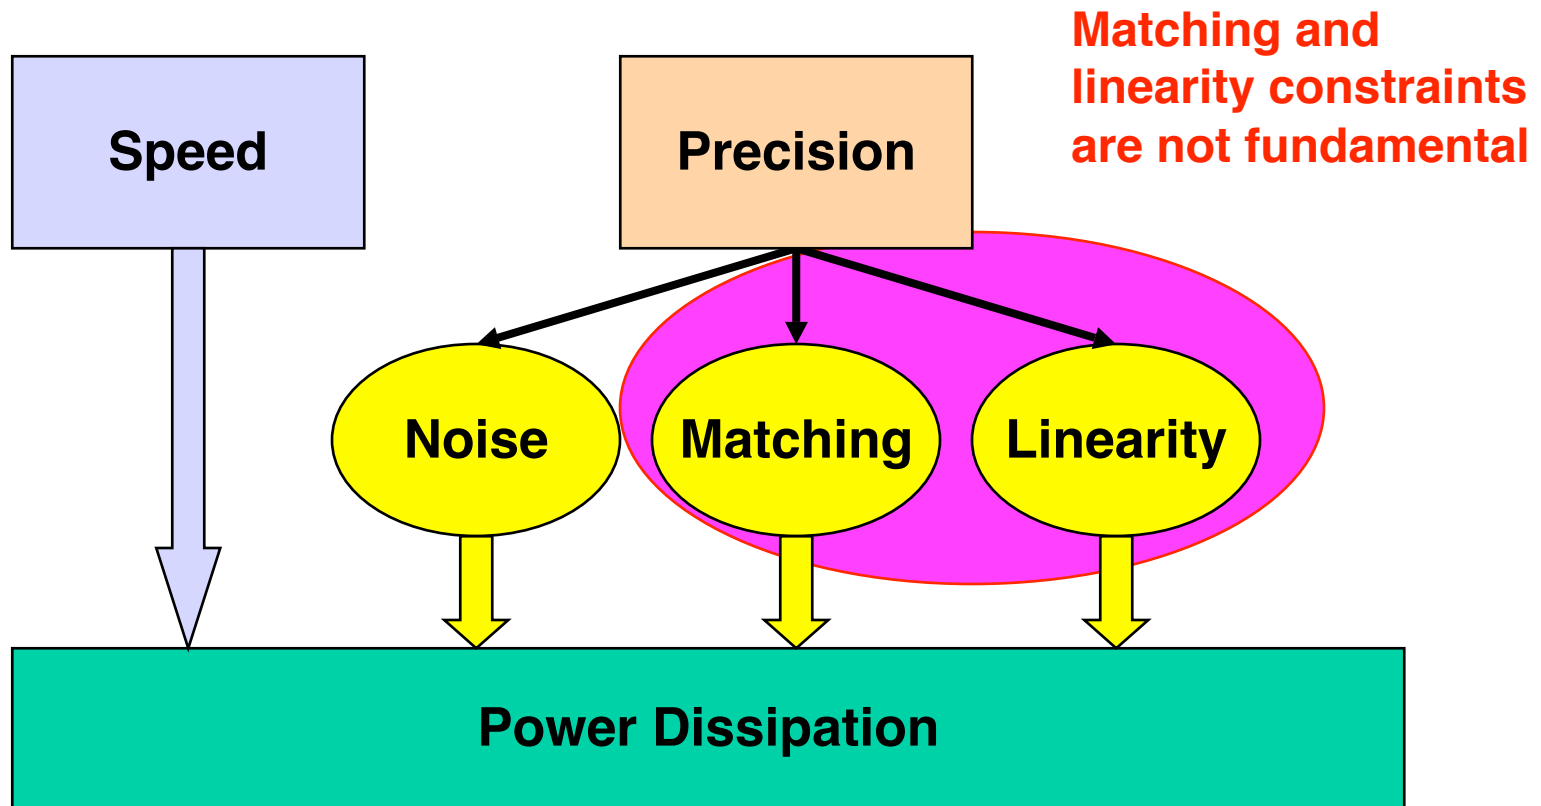 Matching and
linearity constraints
are not fundamental
Speed
Precision
Noise
Matching
Linearity
Power Dissipation